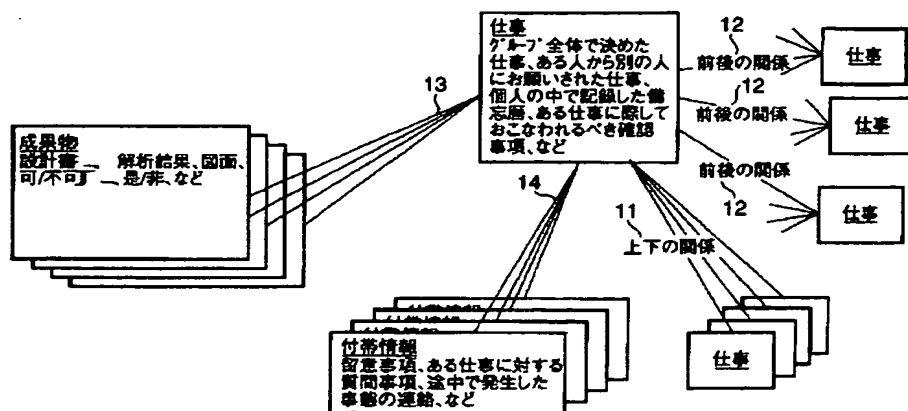 仕事
グループ全体で決めた
仕事、ある人から別の人
にお願いされた仕事、
個人の中で記録した備
忘暦、ある仕事に際して
おこなわれるべき確認
事項、など
12
前後の関係
仕事
12
前後の関係
仕事
前後の関係
12
仕事
13
成果物
設計書 解析結果、図面、
可/不可 是/非、など
14
11
上下の関係
付帯情報
留意事項、ある仕事に対する
質問事項、途中で発生した
事態の連絡、など
仕事